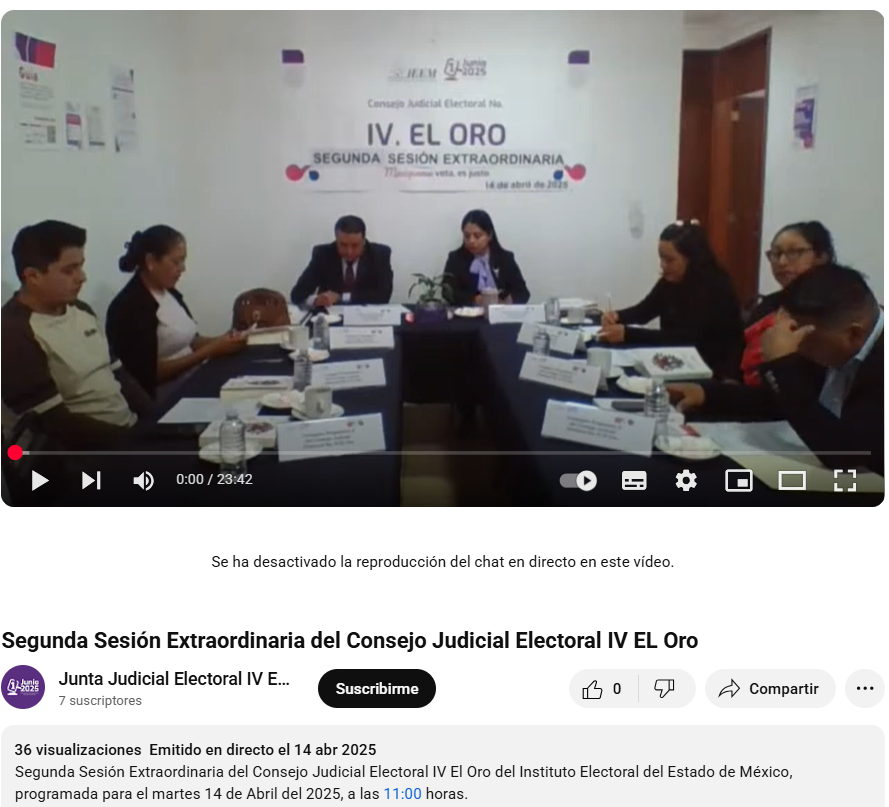 Guía
IEEM 1 Junio 2025
Consejo Judicial Electoral No.
IV. EL ORO
SEGUNDA SESIÓN EXTRAORDINARIA
vota, es justo.
14 de abril de 2025
0:00 / 23:42
Se ha desactivado la reproducción del chat en directo en este vídeo.
Segunda Sesión Extraordinaria del Consejo Judicial Electoral IV EL Oro
Junio 2025
Junta Judicial Electoral IV E...
7 suscriptores
Suscribirme
0
Compartir
36 visualizaciones Emitido en directo el 14 abr 2025
Segunda Sesión Extraordinaria del Consejo Judicial Electoral IV El Oro del Instituto Electoral del Estado de México,
programada para el martes 14 de Abril del 2025, a las 11:00 horas.